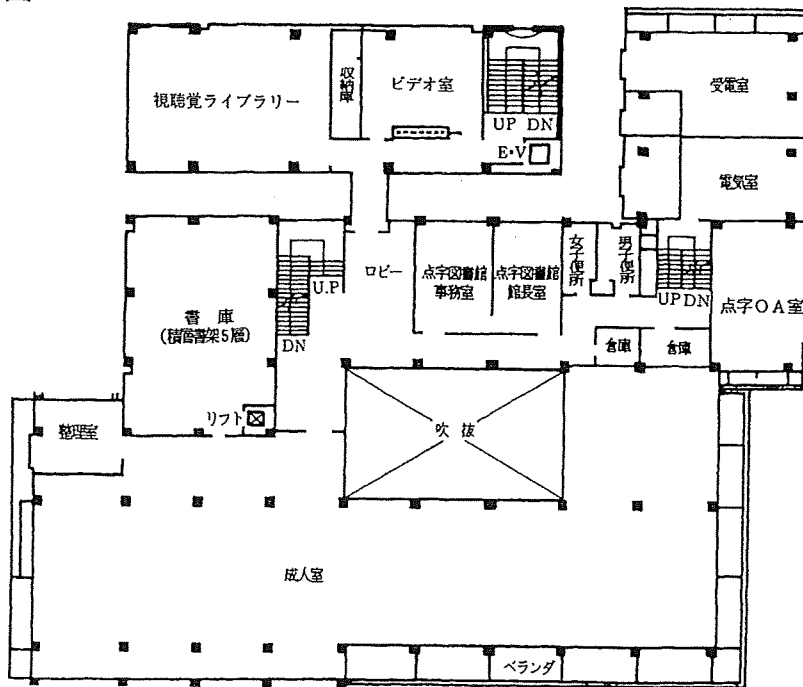 視聴覚ライブラリー
収納庫
ビデオ室
UP DN
E・V
受電室
電気室
ロビー
点字図書館
事務室
点字図書館
館長室
女子便所
男子便所
UP DN
点字OA室
U.P
DN
書庫
(積層書架5層)
倉庫
倉庫
リフト
整理室
吹抜
成人室
ベランダ